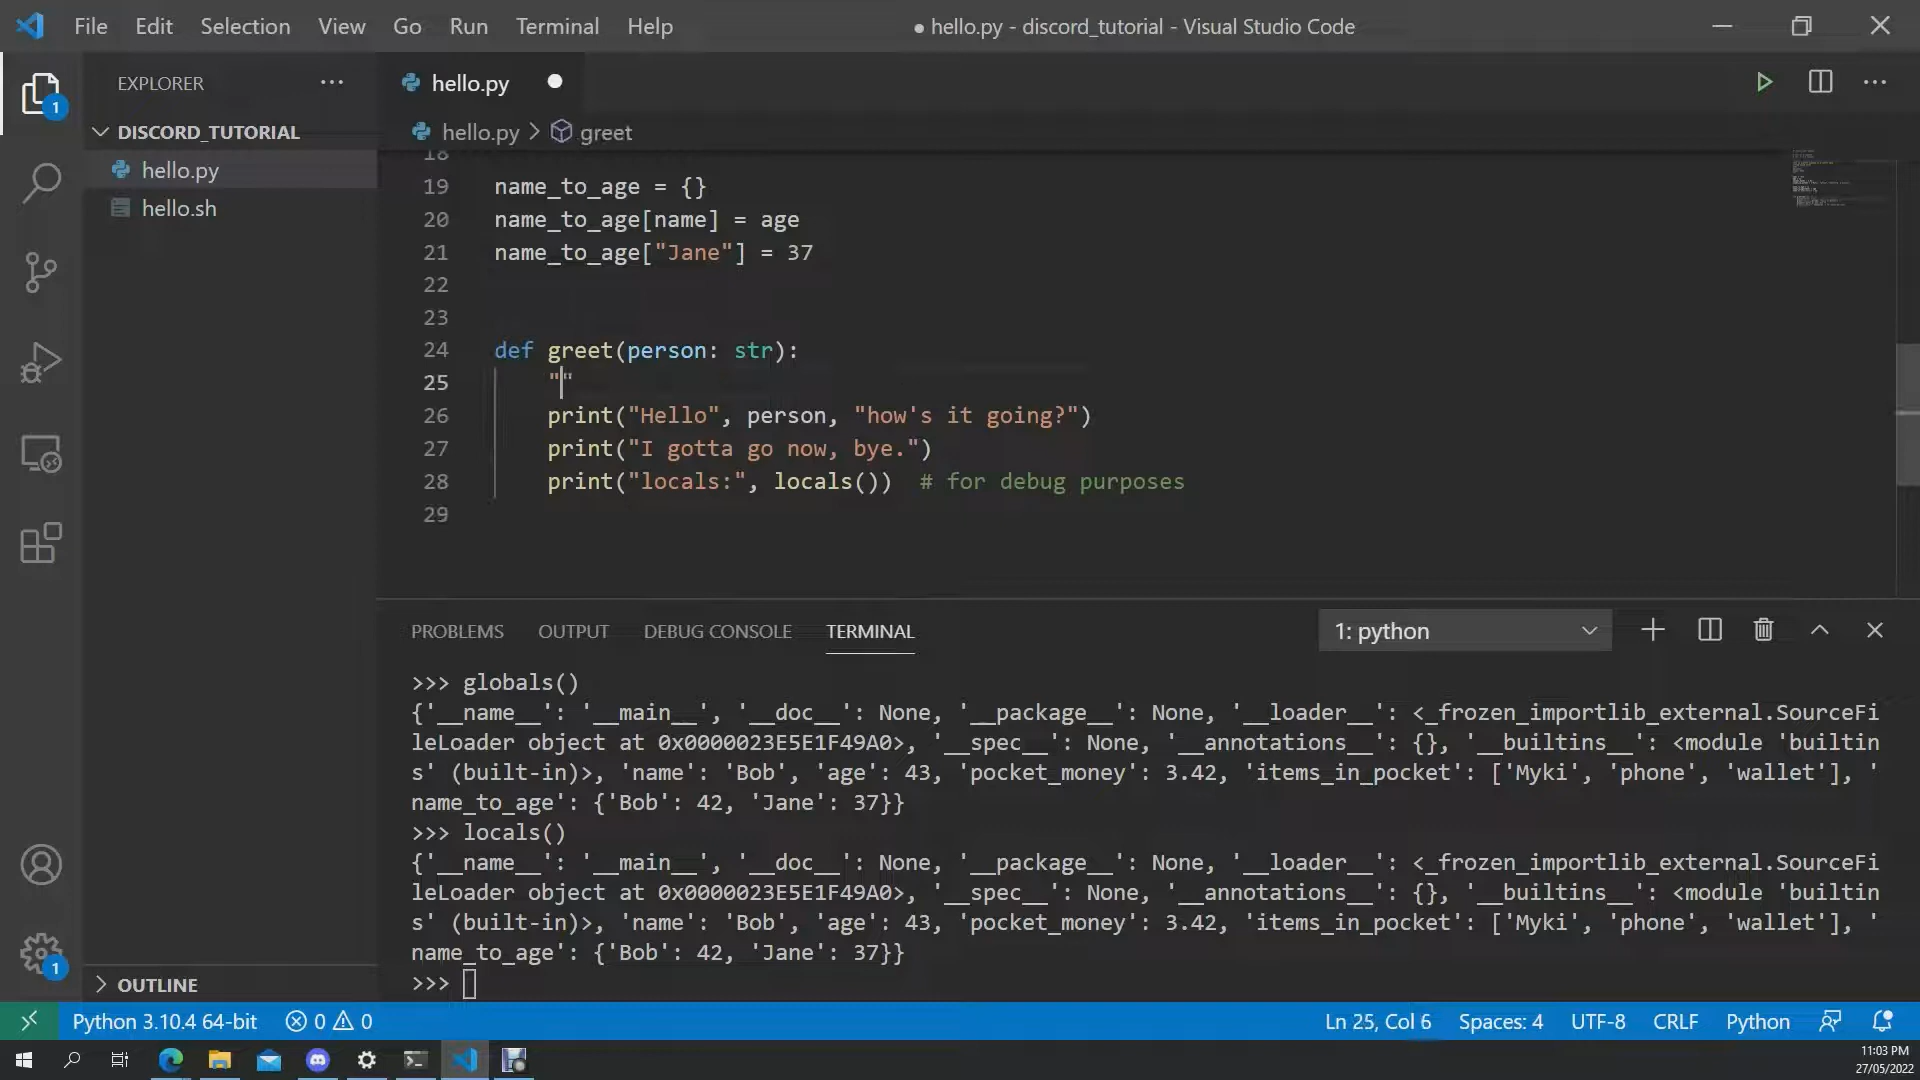 File Edit Selection View Go Run Terminal Help
● hello.py - discord_tutorial - Visual Studio Code
EXPLORER
hello.py
1
DISCORD_TUTORIAL
hello.py > greet
hello.py
hello.sh
18
19 name_to_age = {}
20 name_to_age[name] = age
21 name_to_age["Jane"] = 37
22
23
24 def greet(person: str):
25 ""
26 print("Hello", person, "how's it going?")
27 print("I gotta go now, bye.")
28 print("locals:", locals()) # for debug purposes
29
PROBLEMS OUTPUT DEBUG CONSOLE TERMINAL
1: python
>>> globals()
{'__name__': '__main__', '__doc__': None, '__package__': None, '__loader__': <_frozen_importlib_external.SourceFi
leLoader object at 0x0000023E5E1F49A0>, '__spec__': None, '__annotations__': {}, '__builtins__': <module 'builtin
s' (built-in)>, 'name': 'Bob', 'age': 43, 'pocket_money': 3.42, 'items_in_pocket': ['Myki', 'phone', 'wallet'], '
name_to_age': {'Bob': 42, 'Jane': 37}}
>>> locals()
{'__name__': '__main__', '__doc__': None, '__package__': None, '__loader__': <_frozen_importlib_external.SourceFi
leLoader object at 0x0000023E5E1F49A0>, '__spec__': None, '__annotations__': {}, '__builtins__': <module 'builtin
s' (built-in)>, 'name': 'Bob', 'age': 43, 'pocket_money': 3.42, 'items_in_pocket': ['Myki', 'phone', 'wallet'], '
name_to_age': {'Bob': 42, 'Jane': 37}}
>>>
1
OUTLINE
Python 3.10.4 64-bit 0 0
Ln 25, Col 6 Spaces: 4 UTF-8 CRLF Python
11:03 PM
27/05/2022